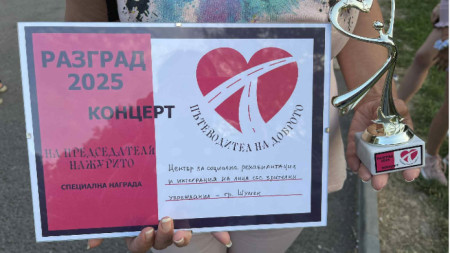 РАЗГРАД
2025
КОНЦЕРТ
НА ПРЕДСЕДАТЕЛЯ
НА ЖУРИТО
СПЕЦИАЛНА НАГРАДА
ПЪТЕВОДИТЕЛ НА ДОБРОТО
Център за социална рехабилитация
и интеграция на лица със зрителни
увреждания - гр. Шумен